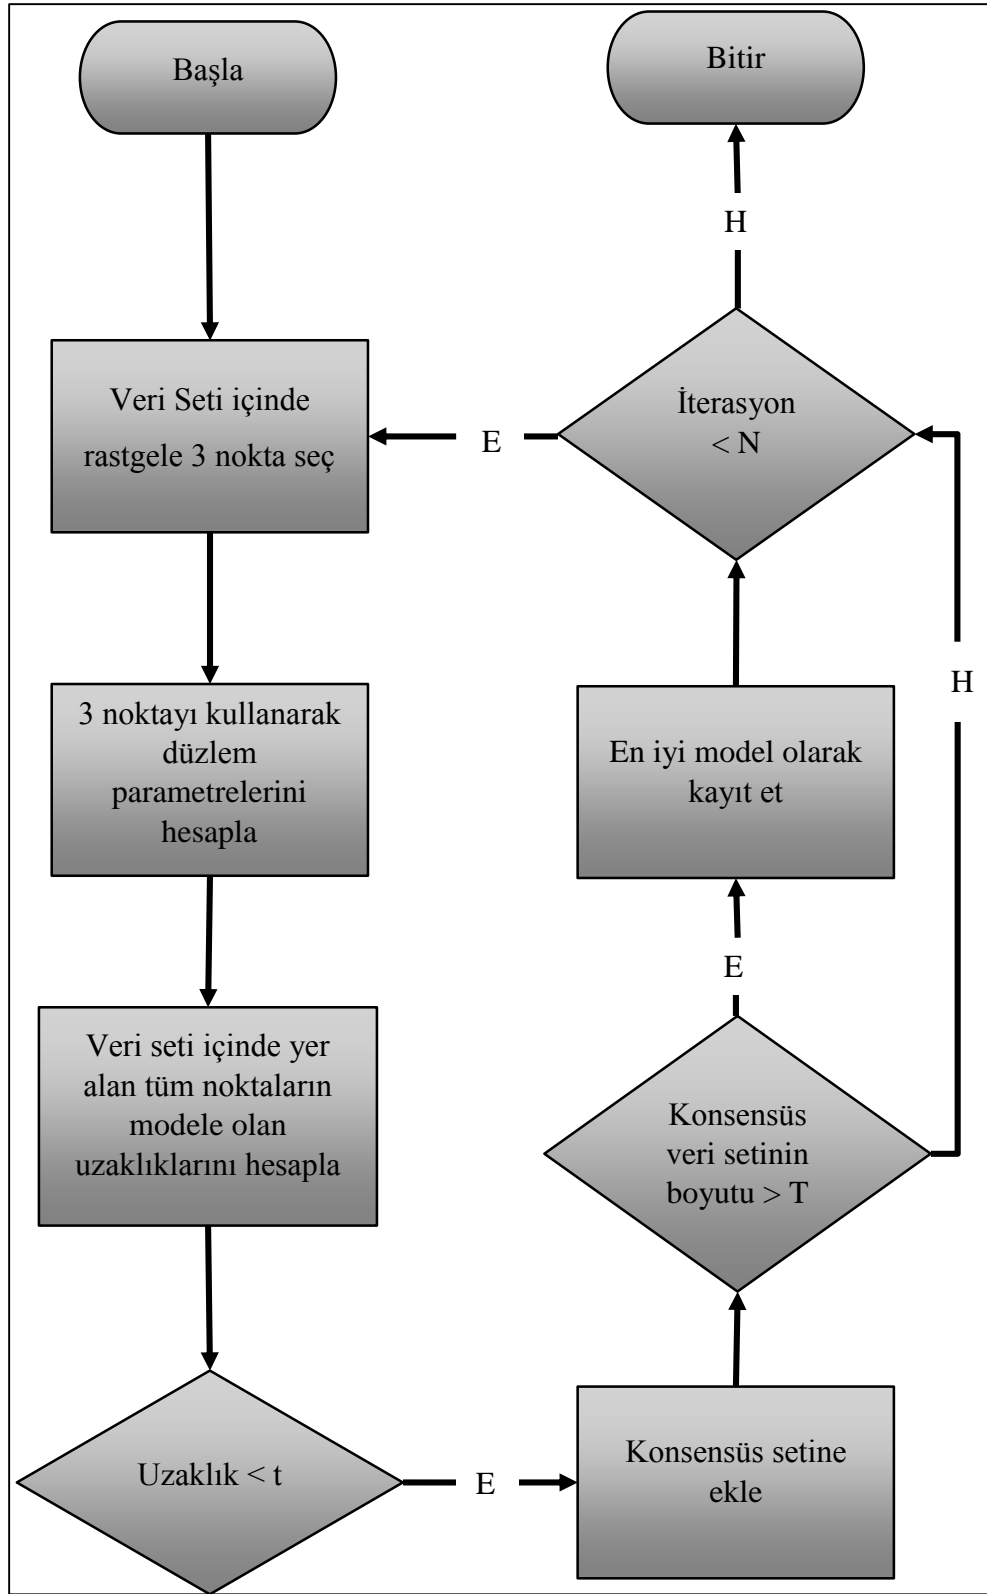 Başla
Veri Seti içinde
rastgele 3 nokta seç
3 noktayı kullanarak
düzlem
parametrelerini
hesapla
Veri seti içinde yer
alan tüm noktaların
modele olan
uzaklıklarını hesapla
Uzaklık < t
E
Konsensüs setine
ekle
Konsensüs
veri setinin
boyutu > T
E
H
En iyi model olarak
kayıt et
İterasyon
< N
E
H
Bitir